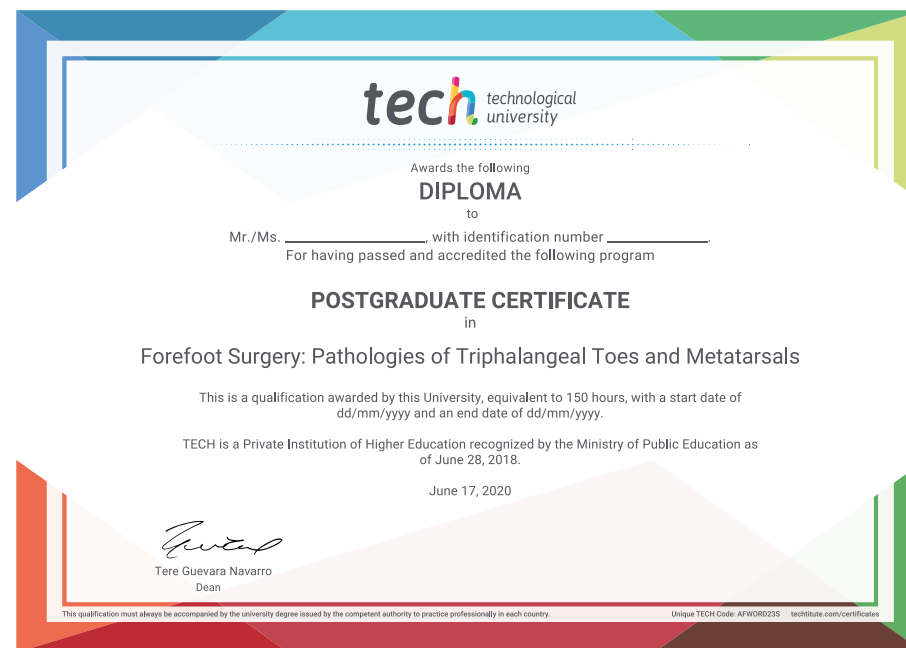 tech technological
university
Awards the following
DIPLOMA
to
Mr./Ms. ____________________, with identification number ______________.
For having passed and accredited the following program
POSTGRADUATE CERTIFICATE
in
Forefoot Surgery: Pathologies of Triphalangeal Toes and Metatarsals
This is a qualification awarded by this University, equivalent to 150 hours, with a start date of
dd/mm/yyyy and an end date of dd/mm/yyyy.
TECH is a Private Institution of Higher Education recognized by the Ministry of Public Education as
of June 28, 2018.
June 17, 2020
Tere Guevara Navarro
Dean
This qualification must always be accompanied by the university degree issued by the competent authority to practice professionally in each country. Unique TECH Code: AFWORD23S techtitute.com/certificates